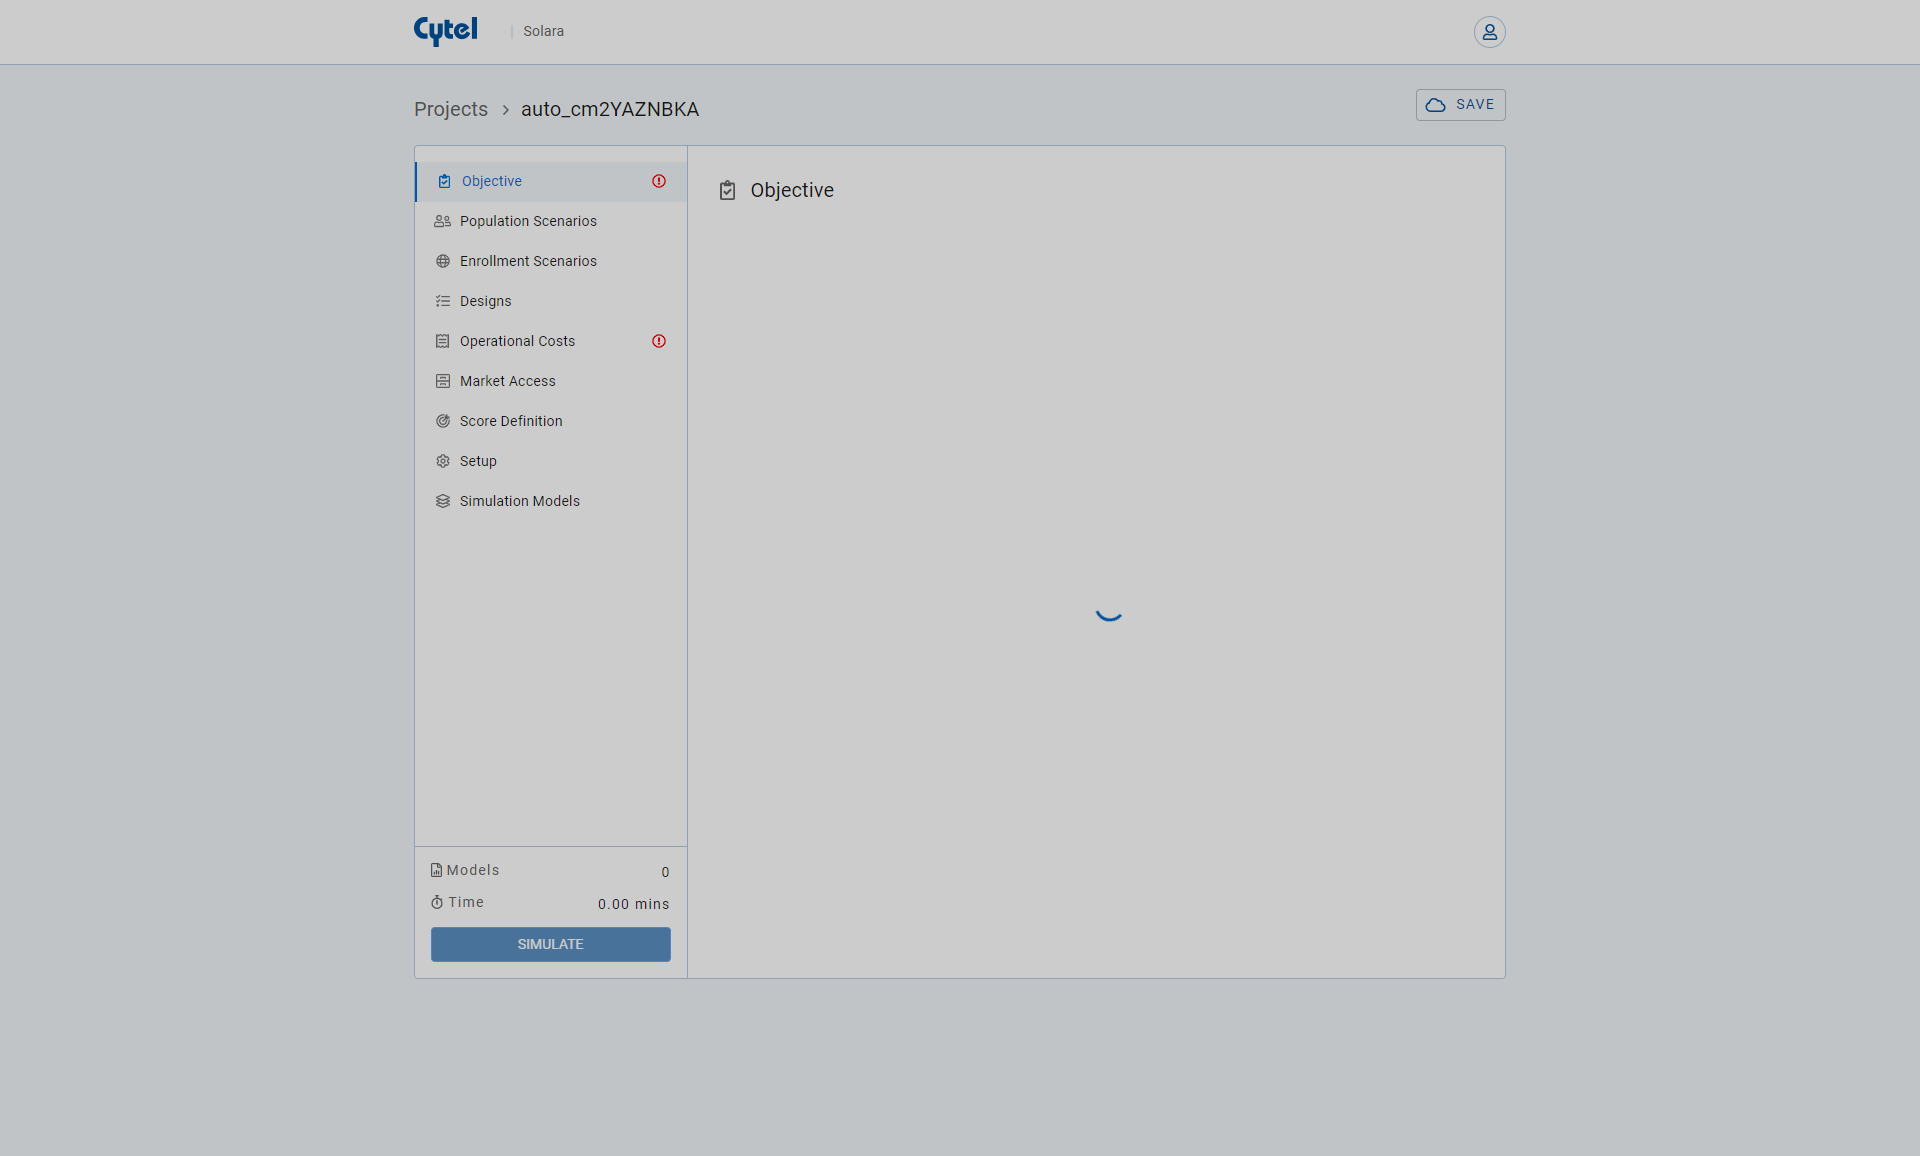 Cytel
Solara
Projects > auto_cm2YAZNBKA
SAVE
Objective
Population Scenarios
Enrollment Scenarios
Designs
Operational Costs
Market Access
Score Definition
Setup
Simulation Models
Models 0
Time 0.00 mins
SIMULATE
Objective